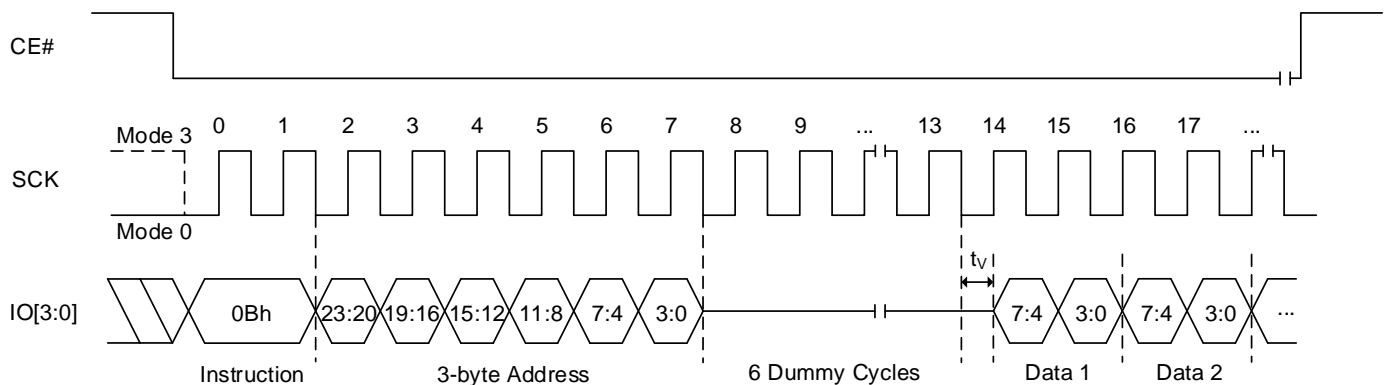 CE#
Mode 3 0 1 2 3 4 5 6 7 8 9 ... 13 14 15 16 17 ...
SCK
Mode 0
tV
IO[3:0] 0Bh 23:20 19:16 15:12 11:8 7:4 3:0 7:4 3:0 7:4 3:0 ...
Instruction 3-byte Address 6 Dummy Cycles Data 1 Data 2